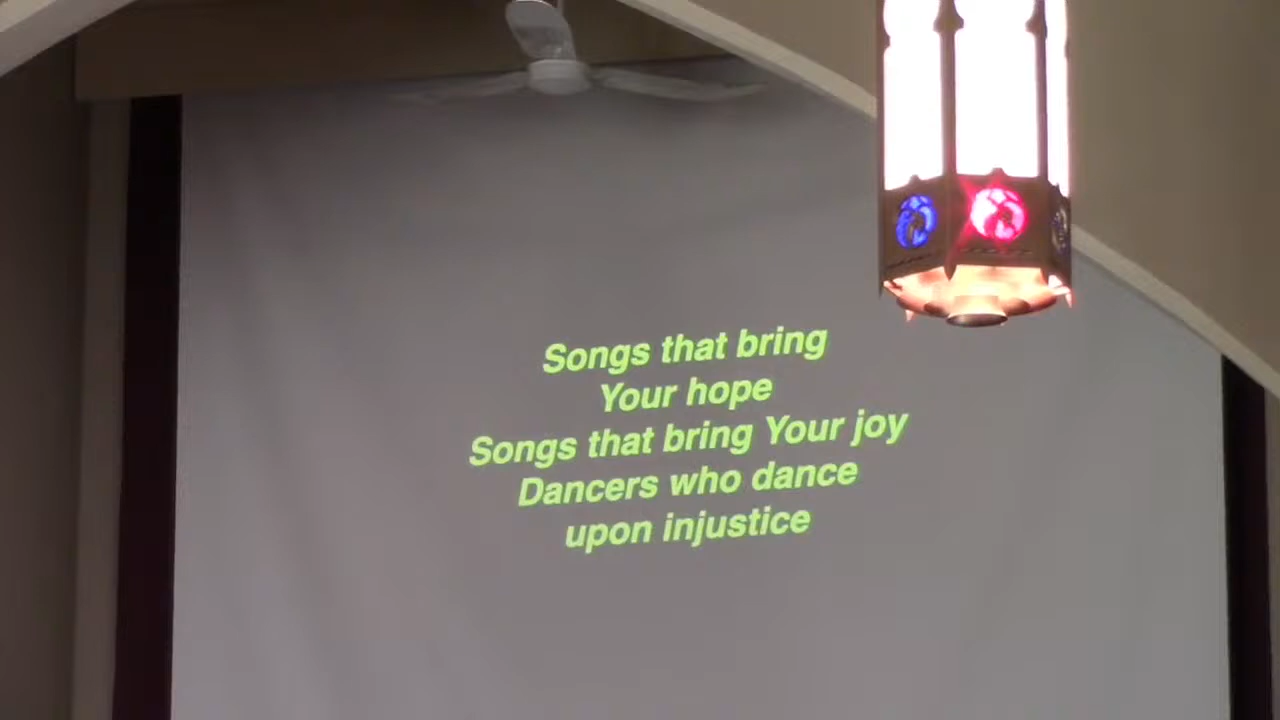 Songs that bring
Your hope
Songs that bring Your joy
Dancers who dance
upon injustice